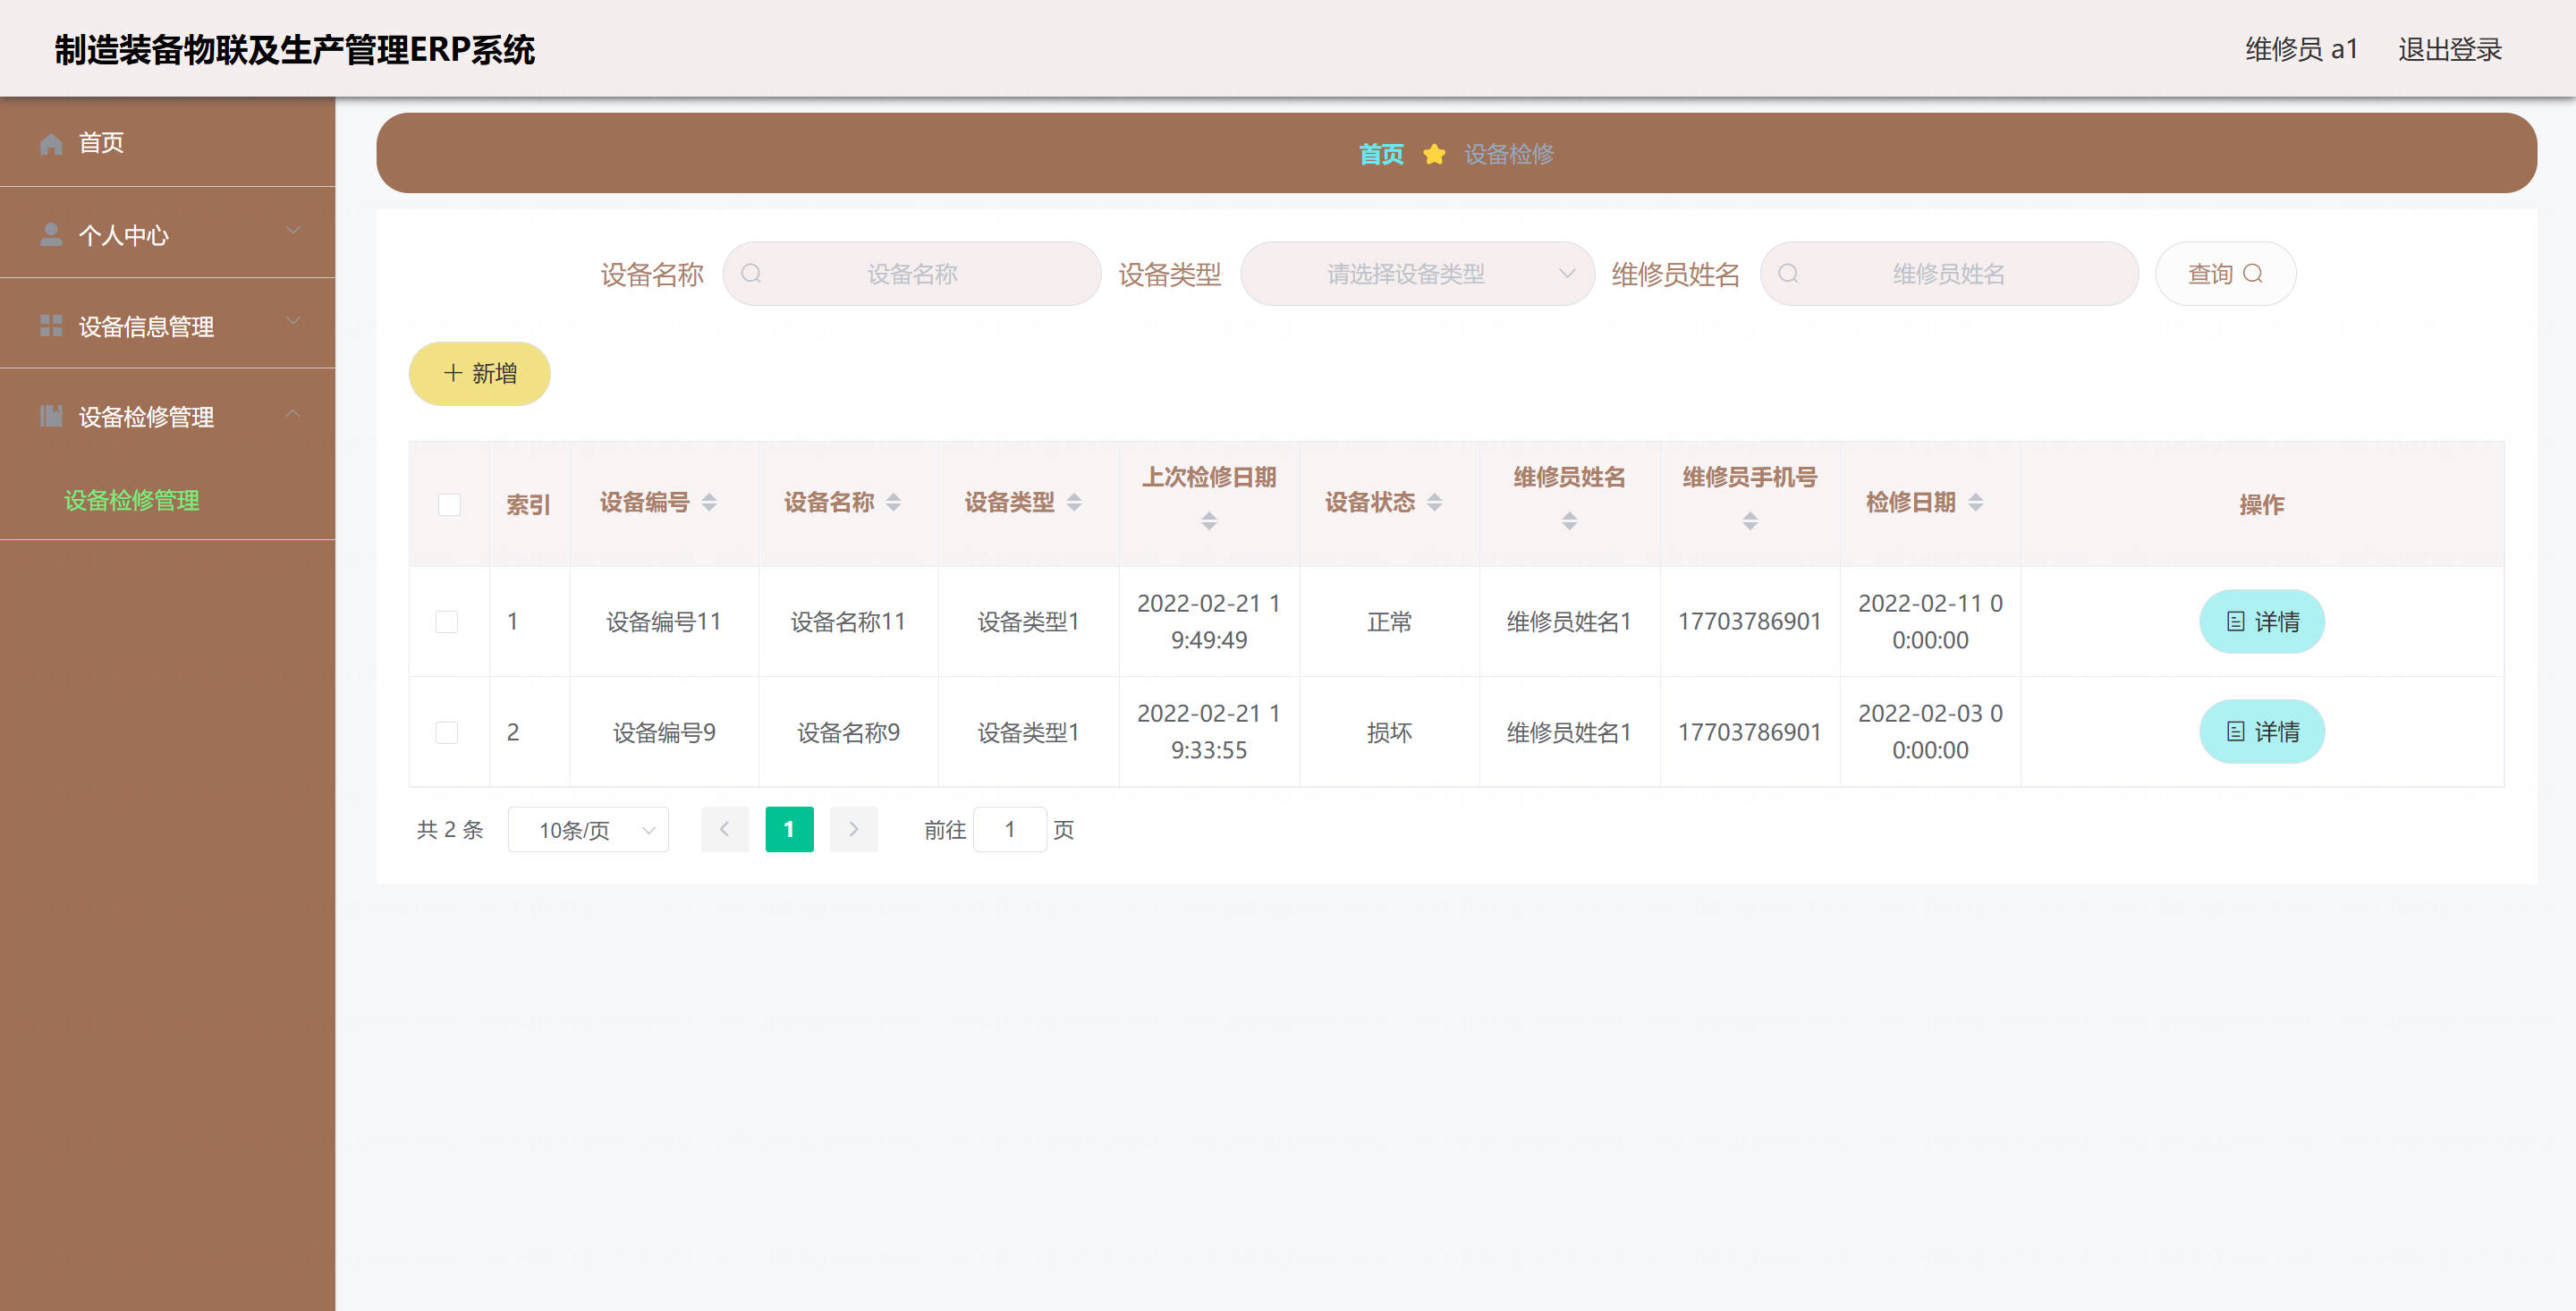 制造装备物联及生产管理ERP系统
维修员 a1 退出登录
首页
个人中心
设备信息管理
设备检修管理
设备检修管理
首页 设备检修
设备名称 设备名称 设备类型 请选择设备类型 维修员姓名 维修员姓名 查询
新增
索引 设备编号 设备名称 设备类型 上次检修日期 设备状态 维修员姓名 维修员手机号 检修日期 操作
1 设备编号11 设备名称11 设备类型1 2022-02-21 1 正常 维修员姓名1 17703786901 2022-02-11 0 详情
9:49:49 0:00:00
2 设备编号9 设备名称9 设备类型1 2022-02-21 1 损坏 维修员姓名1 17703786901 2022-02-03 0 详情
9:33:55 0:00:00
共 2 条 10条/页 1 前往 1 页